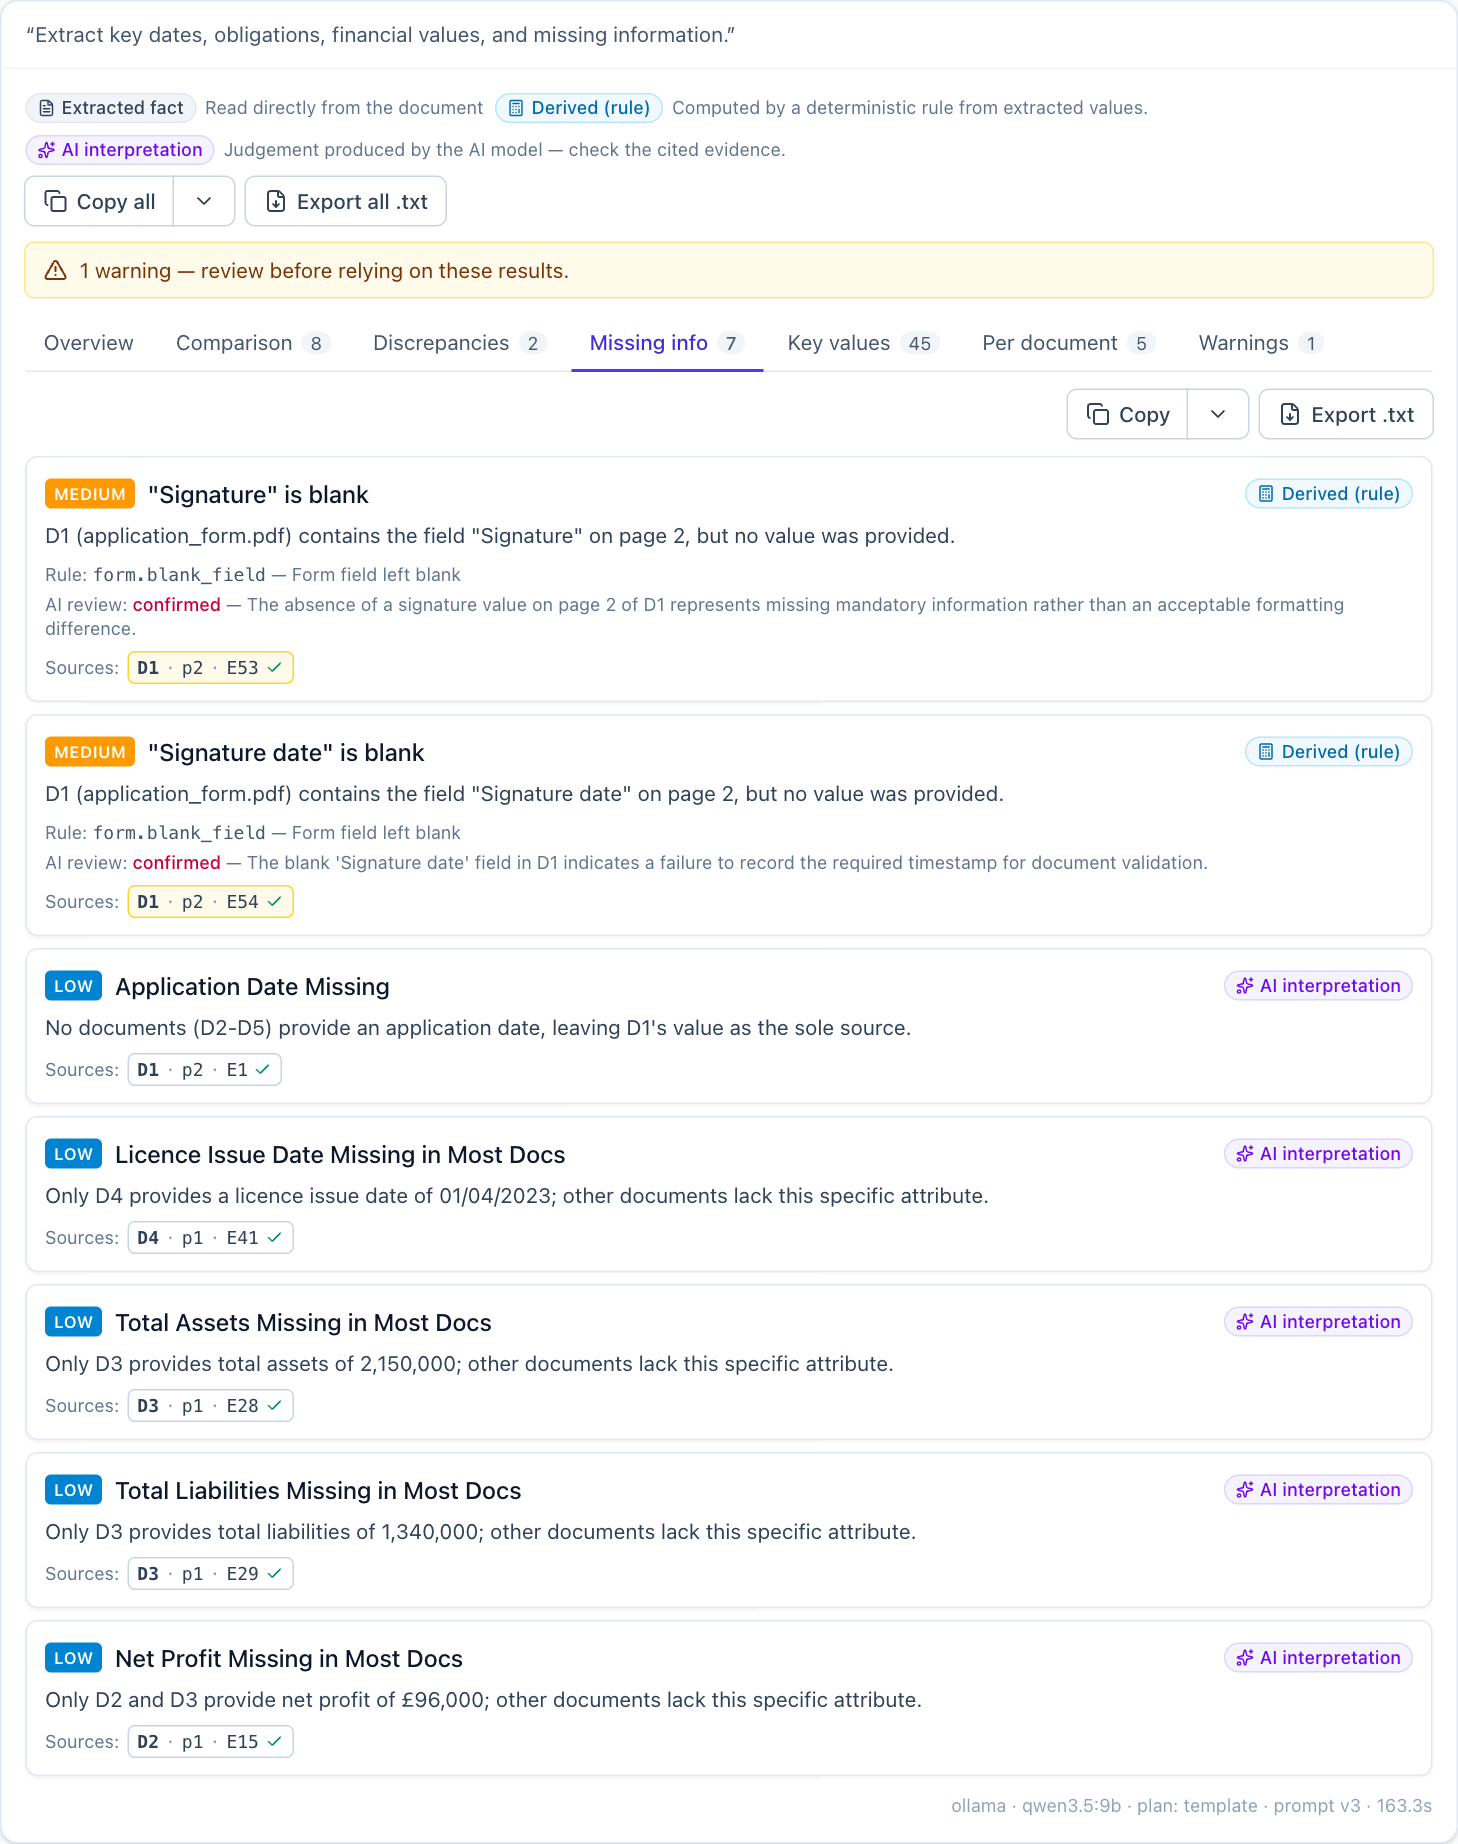 “Extract key dates, obligations, financial values, and missing information.”
Extracted fact Read directly from the document Derived (rule) Computed by a deterministic rule from extracted values.
AI interpretation Judgement produced by the AI model — check the cited evidence.
Copy all Export all .txt
1 warning — review before relying on these results.
Overview Comparison 8 Discrepancies 2 Missing info 7 Key values 45 Per document 5 Warnings 1
Copy Export .txt
MEDIUM "Signature" is blank Derived (rule)
D1 (application_form.pdf) contains the field "Signature" on page 2, but no value was provided.
Rule: form.blank_field — Form field left blank
AI review: confirmed — The absence of a signature value on page 2 of D1 represents missing mandatory information rather than an acceptable formatting
difference.
Sources: D1 · p2 · E53 ✓
MEDIUM "Signature date" is blank Derived (rule)
D1 (application_form.pdf) contains the field "Signature date" on page 2, but no value was provided.
Rule: form.blank_field — Form field left blank
AI review: confirmed — The blank 'Signature date' field in D1 indicates a failure to record the required timestamp for document validation.
Sources: D1 · p2 · E54 ✓
LOW Application Date Missing AI interpretation
No documents (D2-D5) provide an application date, leaving D1's value as the sole source.
Sources: D1 · p2 · E1 ✓
LOW Licence Issue Date Missing in Most Docs AI interpretation
Only D4 provides a licence issue date of 01/04/2023; other documents lack this specific attribute.
Sources: D4 · p1 · E41 ✓
LOW Total Assets Missing in Most Docs AI interpretation
Only D3 provides total assets of 2,150,000; other documents lack this specific attribute.
Sources: D3 · p1 · E28 ✓
LOW Total Liabilities Missing in Most Docs AI interpretation
Only D3 provides total liabilities of 1,340,000; other documents lack this specific attribute.
Sources: D3 · p1 · E29 ✓
LOW Net Profit Missing in Most Docs AI interpretation
Only D2 and D3 provide net profit of £96,000; other documents lack this specific attribute.
Sources: D2 · p1 · E15 ✓
ollama · qwen3.5:9b · plan: template · prompt v3 · 163.3s